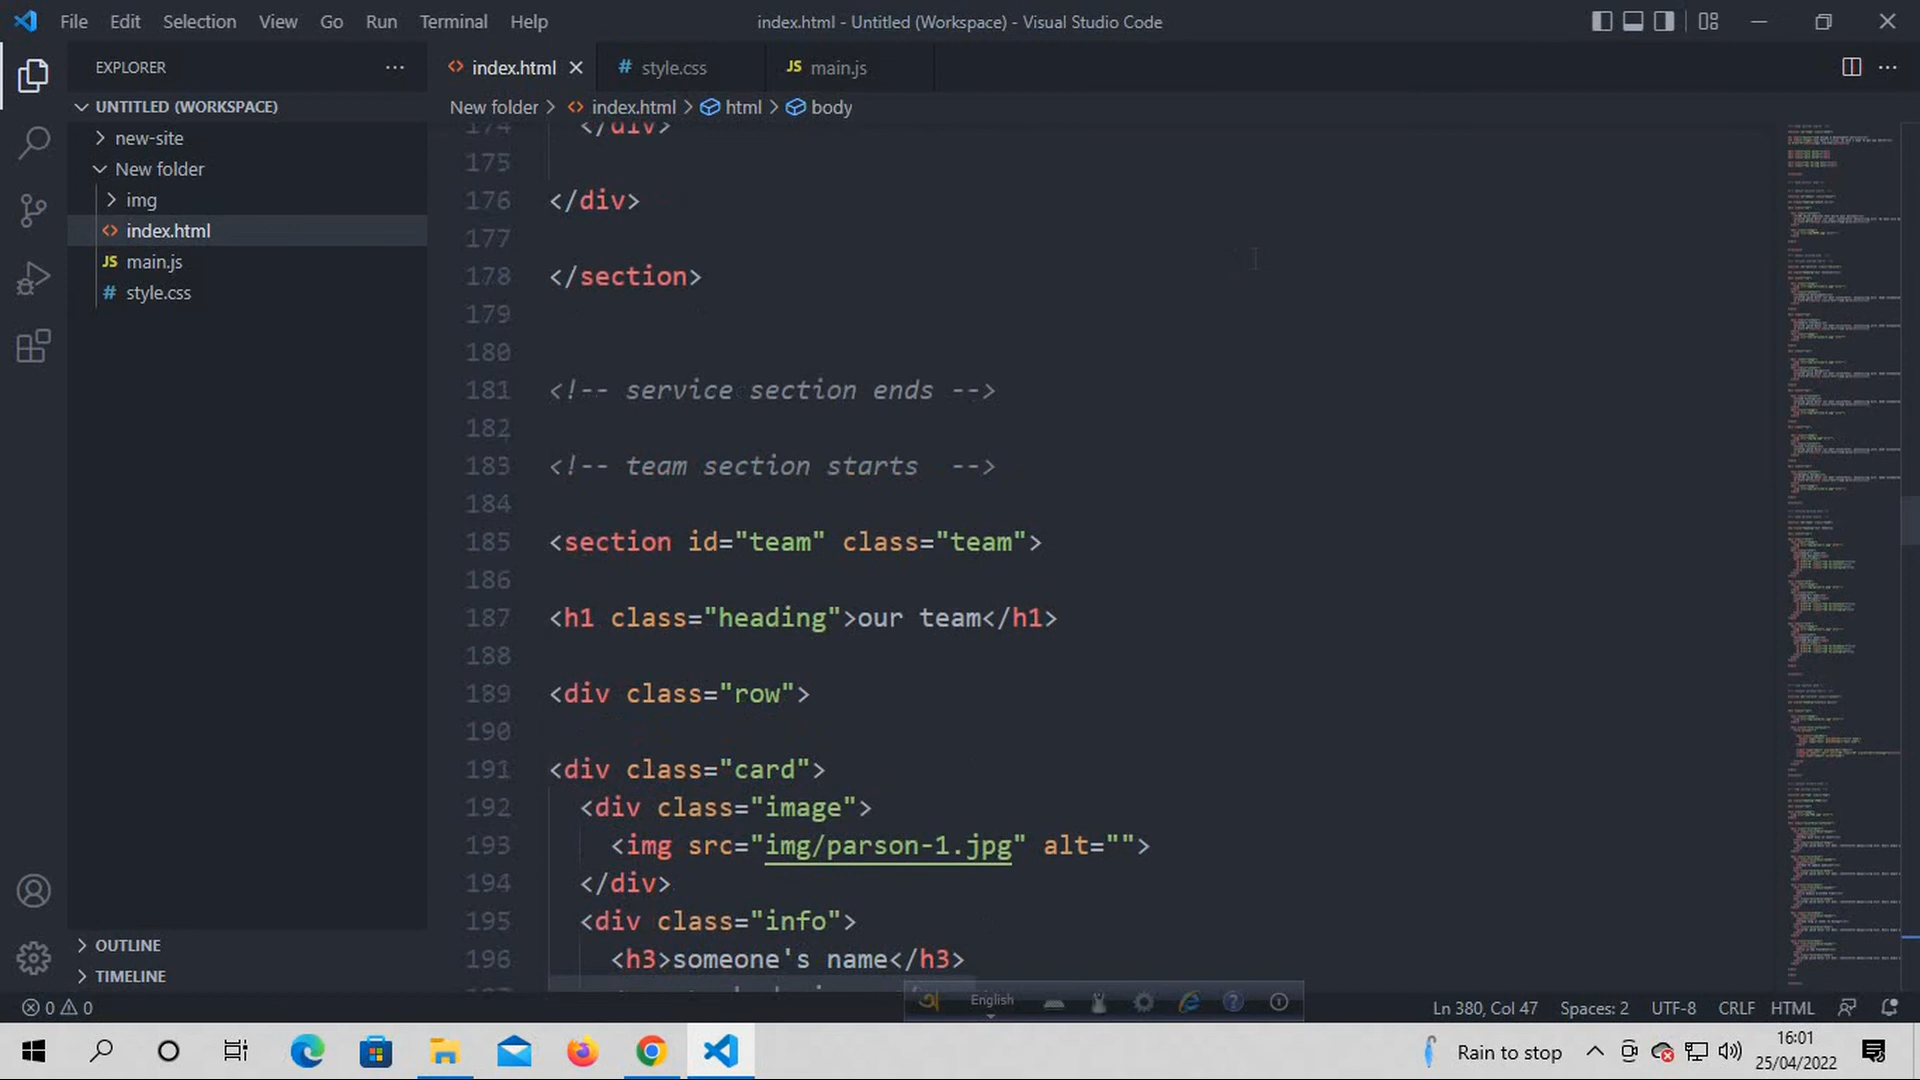 File Edit Selection View Go Run Terminal Help
index.html - Untitled (Workspace) - Visual Studio Code
EXPLORER
UNTITLED (WORKSPACE)
new-site
New folder
img
index.html
JS main.js
# style.css
OUTLINE
TIMELINE
index.html
# style.css
JS main.js
New folder > index.html > html > body
174 </div>
175
176 </div>
177
178 </section>
179
180
181 <!-- service section ends -->
182
183 <!-- team section starts  -->
184
185 <section id="team" class="team">
186
187 <h1 class="heading">our team</h1>
188
189 <div class="row">
190
191 <div class="card">
192 <div class="image">
193 <img src="img/parson-1.jpg" alt="">
194 </div>
195 <div class="info">
196 <h3>someone's name</h3>
English
0 0
Ln 380, Col 47 Spaces: 2 UTF-8 CRLF HTML
Rain to stop
16:01
25/04/2022